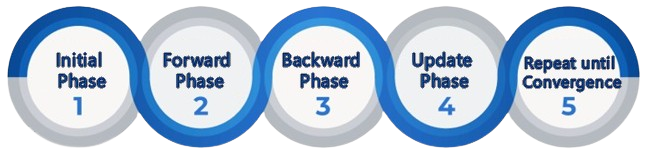 Initial
Phase
1
Forward
Phase
2
Backward
Phase
3
Update
Phase
4
Repeat until
Convergence
5